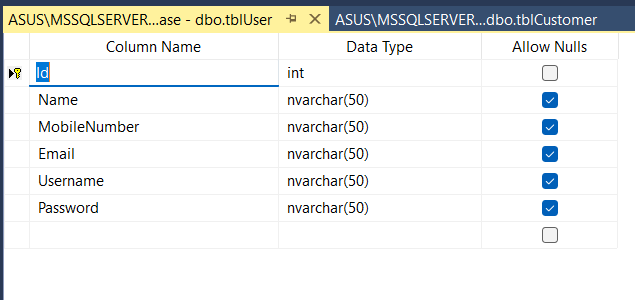 ASUS\MSSQLSERVER...ase - dbo.tblUser ASUS\MSSQLSERVER...dbo.tblCustomer
Column Name Data Type Allow Nulls
Id int
Name nvarchar(50)
MobileNumber nvarchar(50)
Email nvarchar(50)
Username nvarchar(50)
Password nvarchar(50)